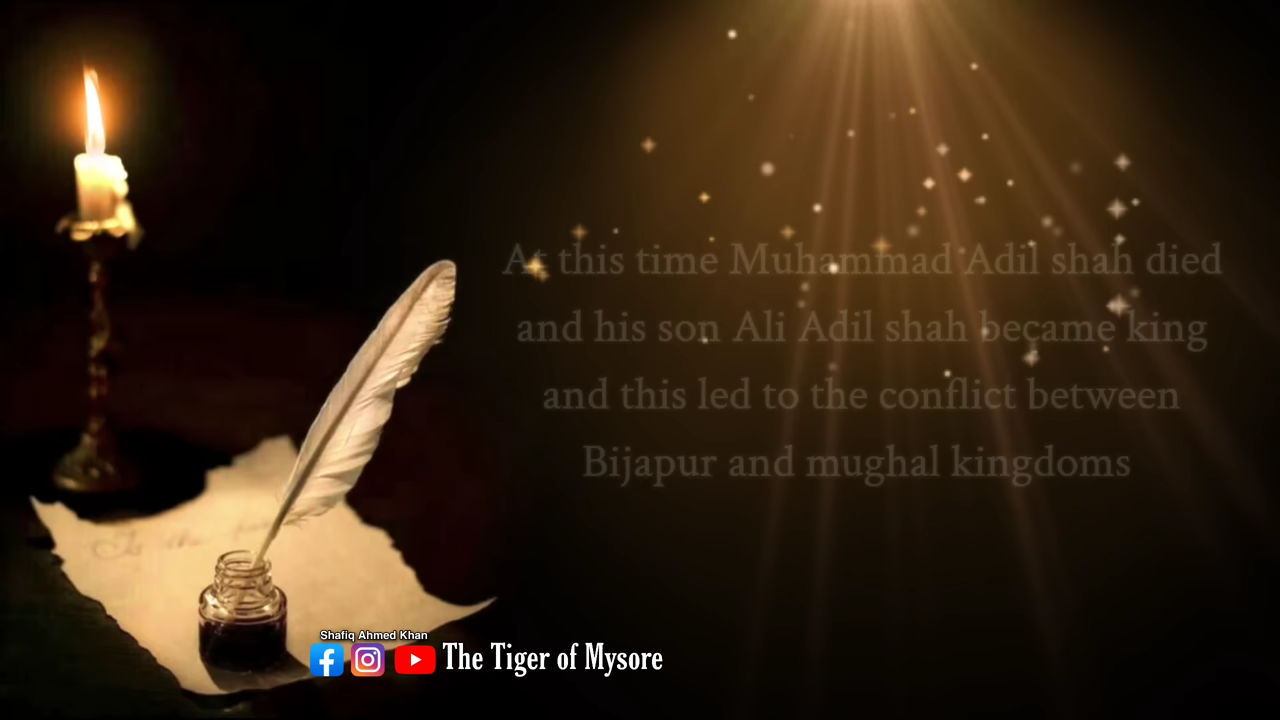 At this time Muhammad Adil shah died
and his son Ali Adil shah became king
and this led to the conflict between
Bijapur and mughal kingdoms
Shafiq Ahmed Khan
The Tiger of Mysore